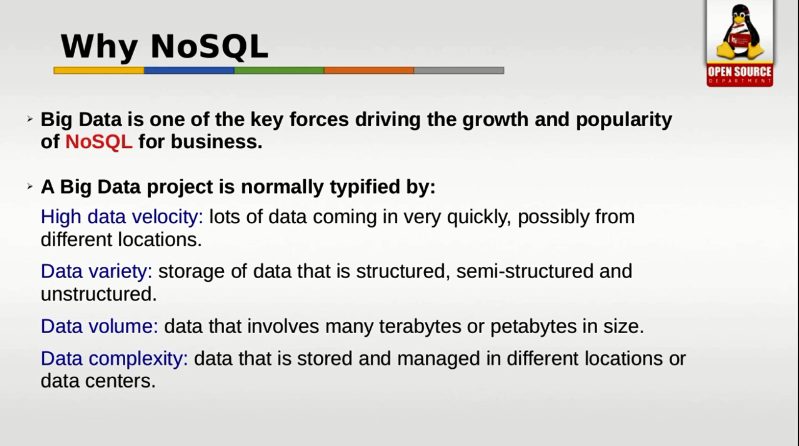 Why NoSQL
OPEN SOURCE
DEPARTMENT
Big Data is one of the key forces driving the growth and popularity
of NoSQL for business.
A Big Data project is normally typified by:
High data velocity: lots of data coming in very quickly, possibly from
different locations.
Data variety: storage of data that is structured, semi-structured and
unstructured.
Data volume: data that involves many terabytes or petabytes in size.
Data complexity: data that is stored and managed in different locations or
data centers.